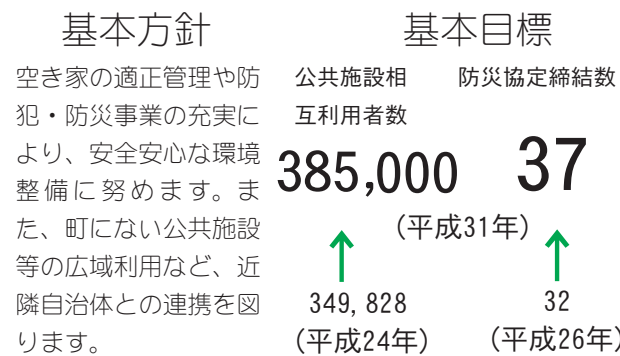 基本方針
空き家の適正管理や防
犯・防災事業の充実に
より、安全安心な環境
整備に努めます。ま
た、町にない公共施設
等の広域利用など、近
隣自治体との連携を図
ります。
基本目標
公共施設相
互利用者数
防災協定締結数
385,000
37
(平成31年)
349,828
(平成24年)
32
(平成26年)